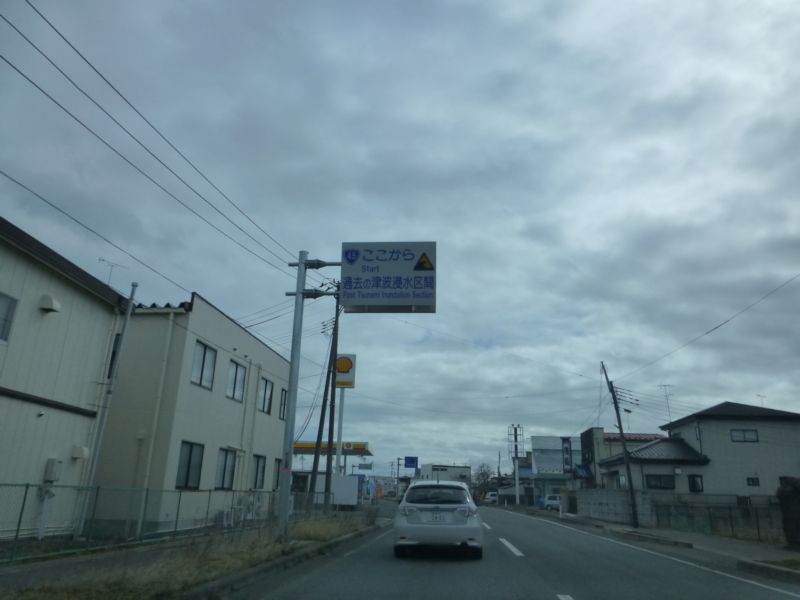 45 ここから
Start
過去の津波浸水区間
Past Tsunami Inundation Section